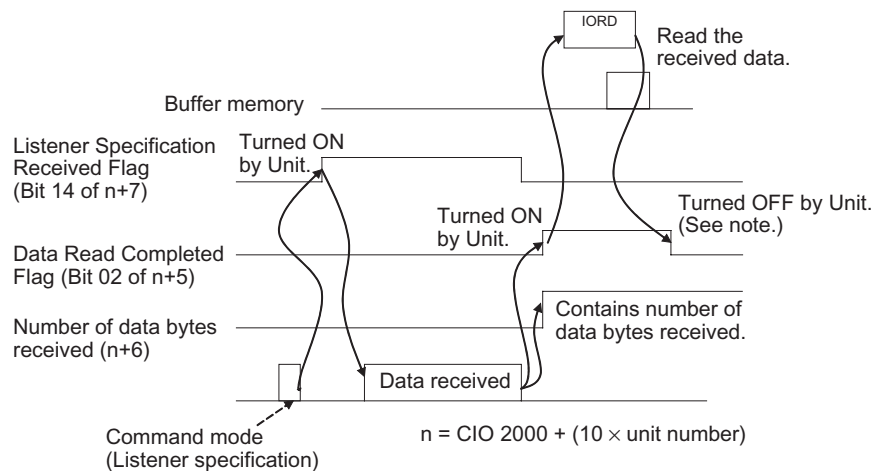 IORD
Read the
received data.
Buffer memory
Listener Specification
Received Flag
(Bit 14 of n+7)
Turned ON
by Unit.
Turned ON
by Unit.
Turned OFF by Unit.
(See note.)
Data Read Completed
Flag (Bit 02 of n+5)
Contains number of
data bytes received.
Number of data bytes
received (n+6)
Data received
Command mode
(Listener specification)
n = CIO 2000 + (10 × unit number)